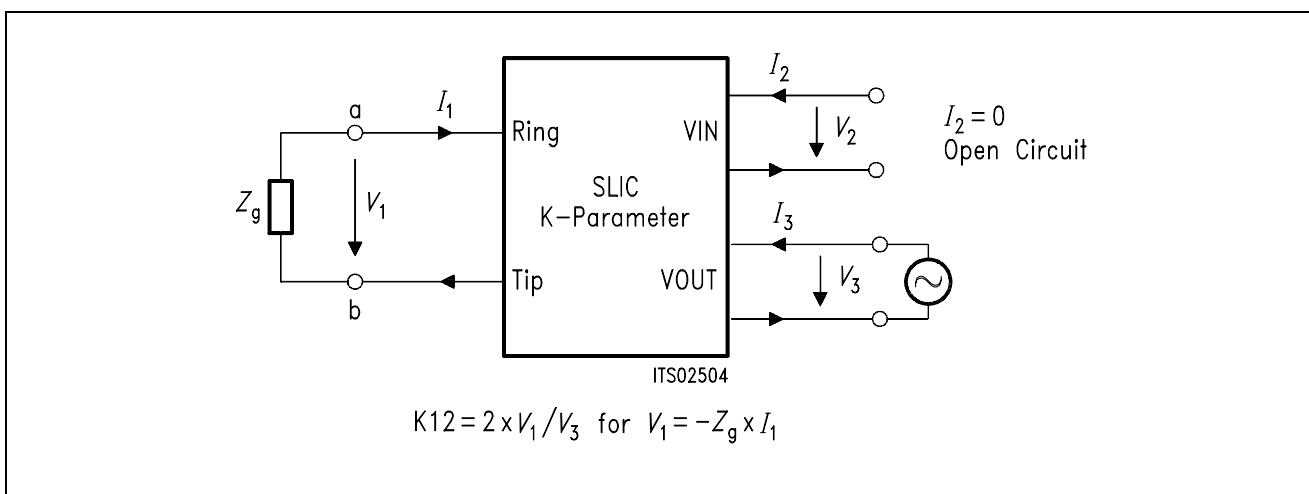 I2
a
I1
Ring
VIN
V2
I2 = 0
Open Circuit
Zg
V1
SLIC
K-Parameter
I3
Tip
VOUT
V3
b
ITS02504
K12 = 2 x V1/V3 for V1 = -Zg x I1